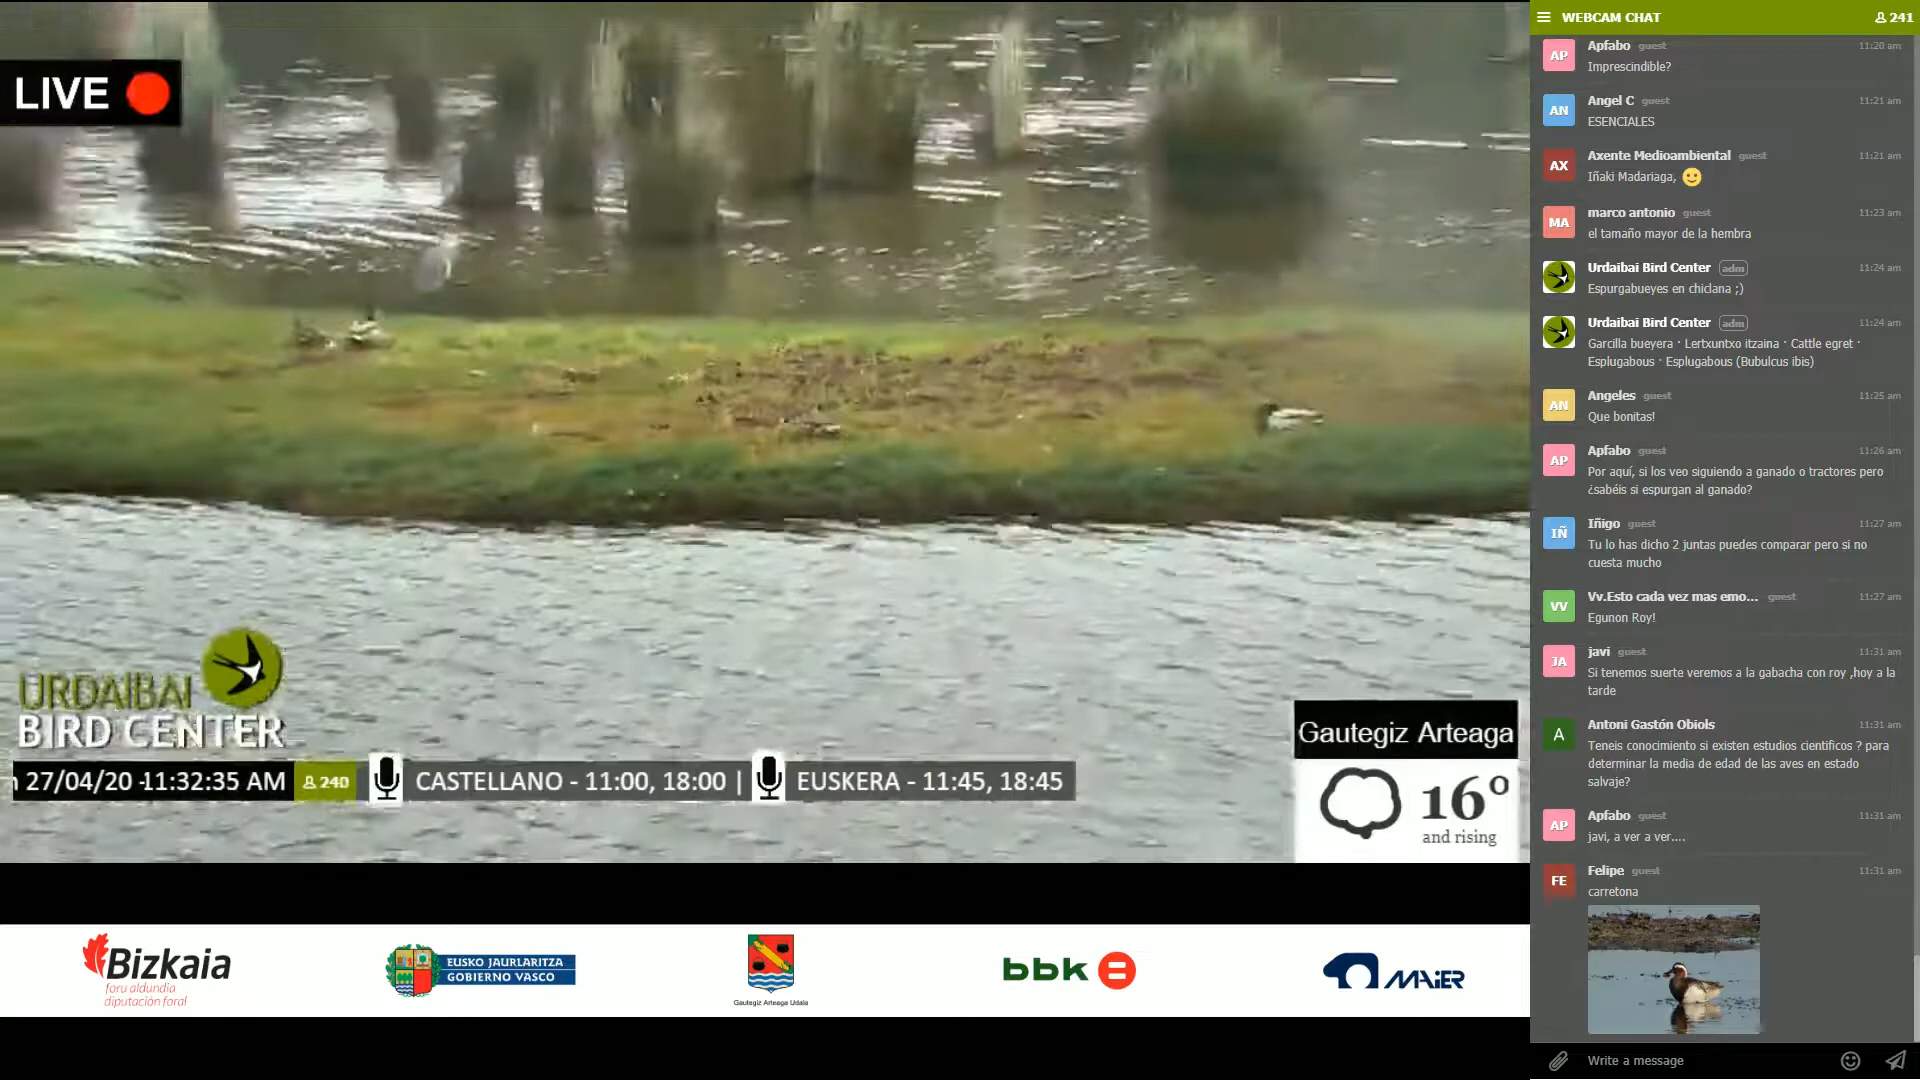 LIVE
URDAIBAI
BIRD CENTER
27/04/20 -11:32:35 AM
240
CASTELLANO - 11:00, 18:00 |
EUSKERA - 11:45, 18:45
Gautegiz Arteaga
16º
and rising
Bizkaia
foru aldundia
diputación foral
EUSKO JAURLARITZA
GOBIERNO VASCO
Gautegiz Arteaga Udala
bbk
MAIER
WEBCAM CHAT
241
AP
Apfabo guest
11:20 am
Imprescindible?
AN
Angel C guest
11:21 am
ESENCIALES
AX
Axente Medioambiental guest
11:21 am
Iñaki Madariaga,
MA
marco antonio guest
11:23 am
el tamaño mayor de la hembra
Urdaibai Bird Center adm
11:24 am
Espurgabueyes en chiclana ;)
Urdaibai Bird Center adm
11:24 am
Garcilla bueyera · Lertxuntxo itzaina · Cattle egret ·
Esplugabous · Esplugabous (Bubulcus ibis)
AN
Angeles guest
11:25 am
Que bonitas!
AP
Apfabo guest
11:26 am
Por aquí, si los veo siguiendo a ganado o tractores pero
¿sabéis si espurgan al ganado?
IÑ
Iñigo guest
11:27 am
Tu lo has dicho 2 juntas puedes comparar pero si no
cuesta mucho
VV
Vv.Esto cada vez mas emo... guest
11:27 am
Egunon Roy!
JA
javi guest
11:31 am
Si tenemos suerte veremos a la gabacha con roy ,hoy a la
tarde
A
Antoni Gastón Obiols
11:31 am
Teneis conocimiento si existen estudios cientificos ? para
determinar la media de edad de las aves en estado
salvaje?
AP
Apfabo guest
11:31 am
javi, a ver a ver....
FE
Felipe guest
11:31 am
carretona
Write a message